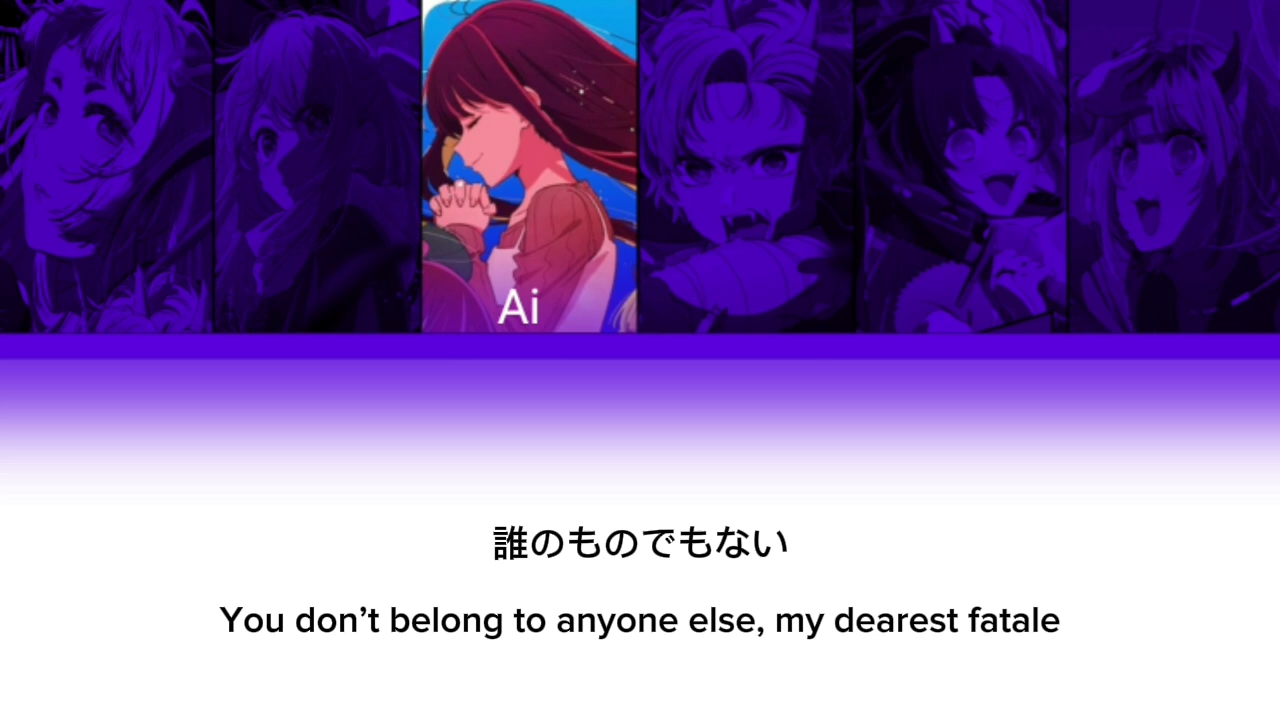 Ai
誰のものでもない
You don’t belong to anyone else, my dearest fatale